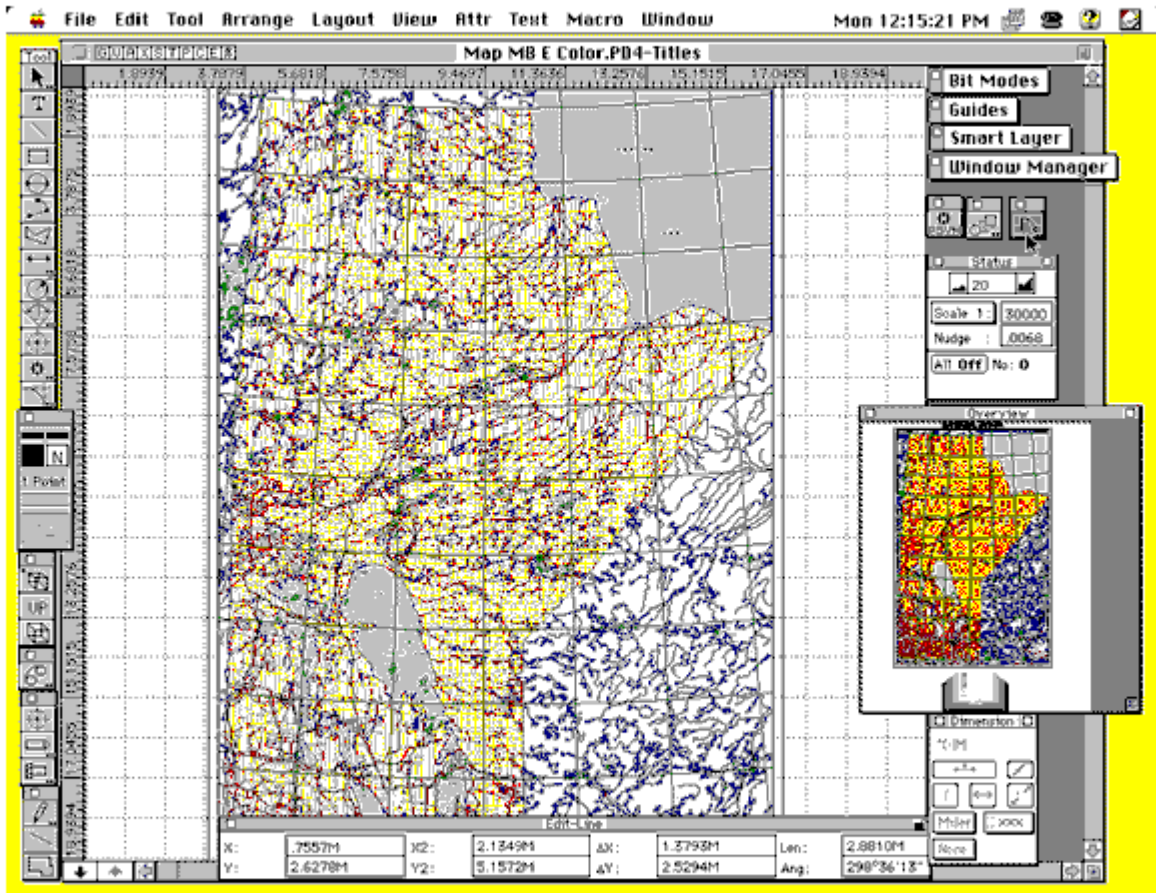 File Edit Tool Arrange Layout View Attr Text Macro Window Mon 12:15:21 PM
Tool
Map MB E Color.PD4-Titles
1.8939 3.7879 5.6818 7.5758 9.4697 11.3636 13.2576 15.1515 17.0455 18.9394
Bit Modes
Guides
Smart Layer
Window Manager
Status
20
Scale 1: 30000
Nudge : .0068
All Off No: 0
Overview
N
1 Point
UP
Dimension
None
Edit-Line
X: .7557M X2: 2.1349M ΔX: 1.3793M Len: 2.8810M
Y: 2.6278M Y2: 5.1572M ΔY: 2.5294M Ang: 298°36'13"